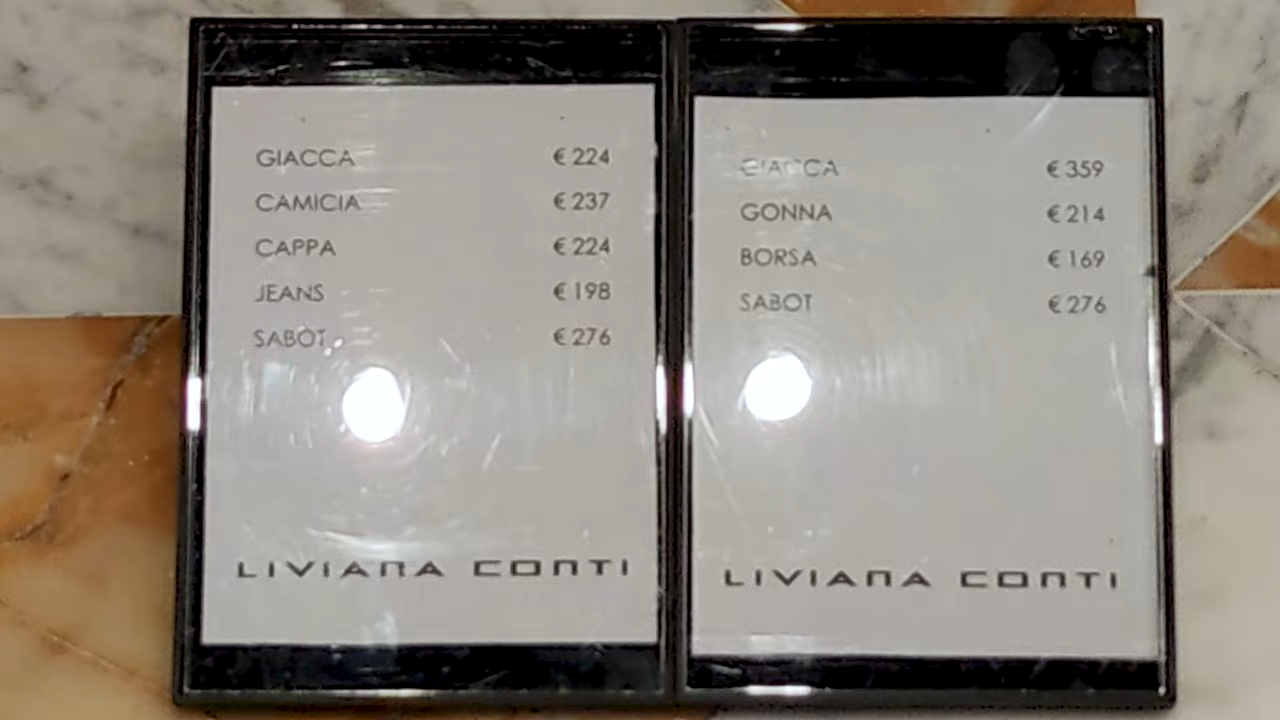 GIACCA € 224
CAMICIA € 237
CAPPA € 224
JEANS € 198
SABOT € 276
LIVIANA CONTI
GIACCA € 359
GONNA € 214
BORSA € 169
SABOT € 276
LIVIANA CONTI